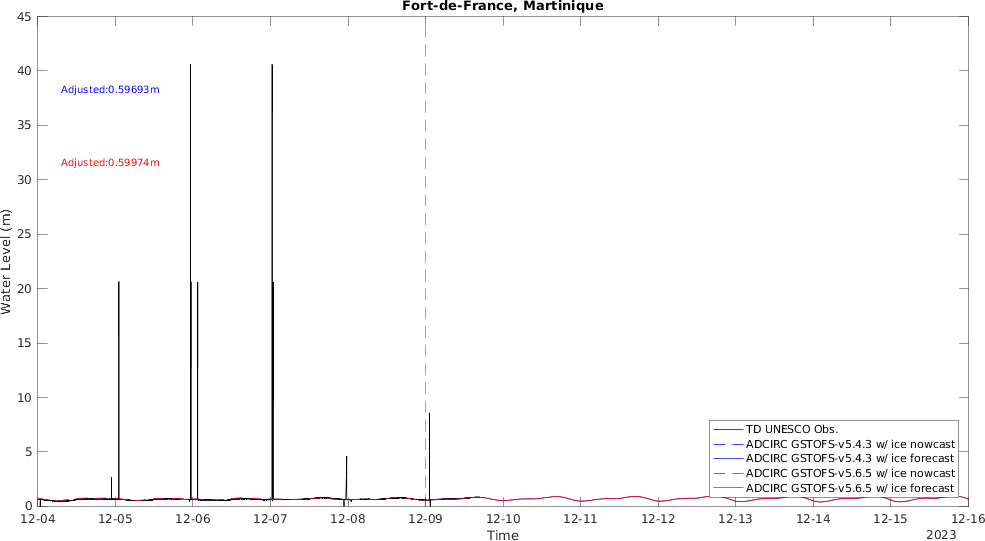 Fort-de-France, Martinique
45
40
35
30
25
20
15
10
5
0
Water Level (m)
Adjusted:0.59693m
Adjusted:0.59974m
TD UNESCO Obs.
ADCIRC GSTOFS-v5.4.3 w/ ice nowcast
ADCIRC GSTOFS-v5.4.3 w/ ice forecast
ADCIRC GSTOFS-v5.6.5 w/ ice nowcast
ADCIRC GSTOFS-v5.6.5 w/ ice forecast
12-04 12-05 12-06 12-07 12-08 12-09 12-10 12-11 12-12 12-13 12-14 12-15 12-16
Time
2023